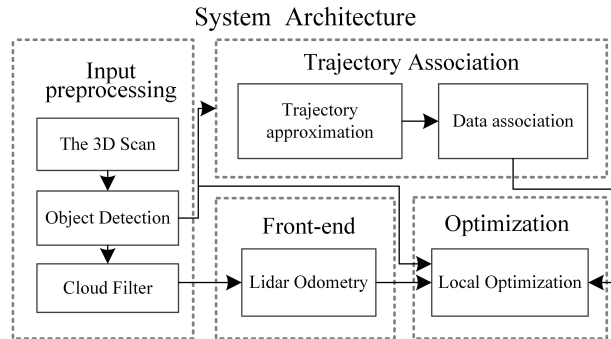 System Architecture
Input
preprocessing
The 3D Scan
Object Detection
Cloud Filter
Trajectory Association
Trajectory
approximation
Data association
Front-end
Lidar Odometry
Optimization
Local Optimization